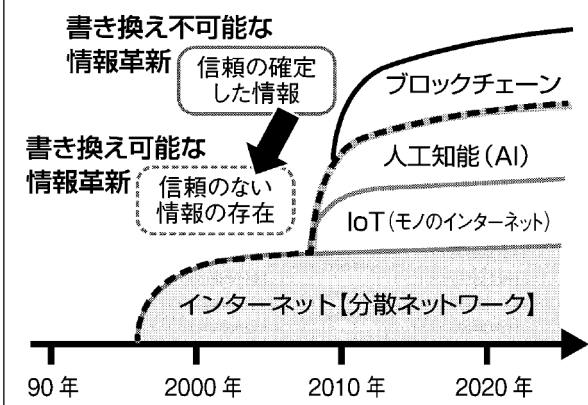 書き換え不可能な
情報革新
信頼の確定
した情報
ブロックチェーン
書き換え可能な
情報革新
信頼のない
情報の存在
人工知能（AI）
IoT（モノのインターネット）
インターネット【分散ネットワーク】
90年
2000年
2010年
2020年